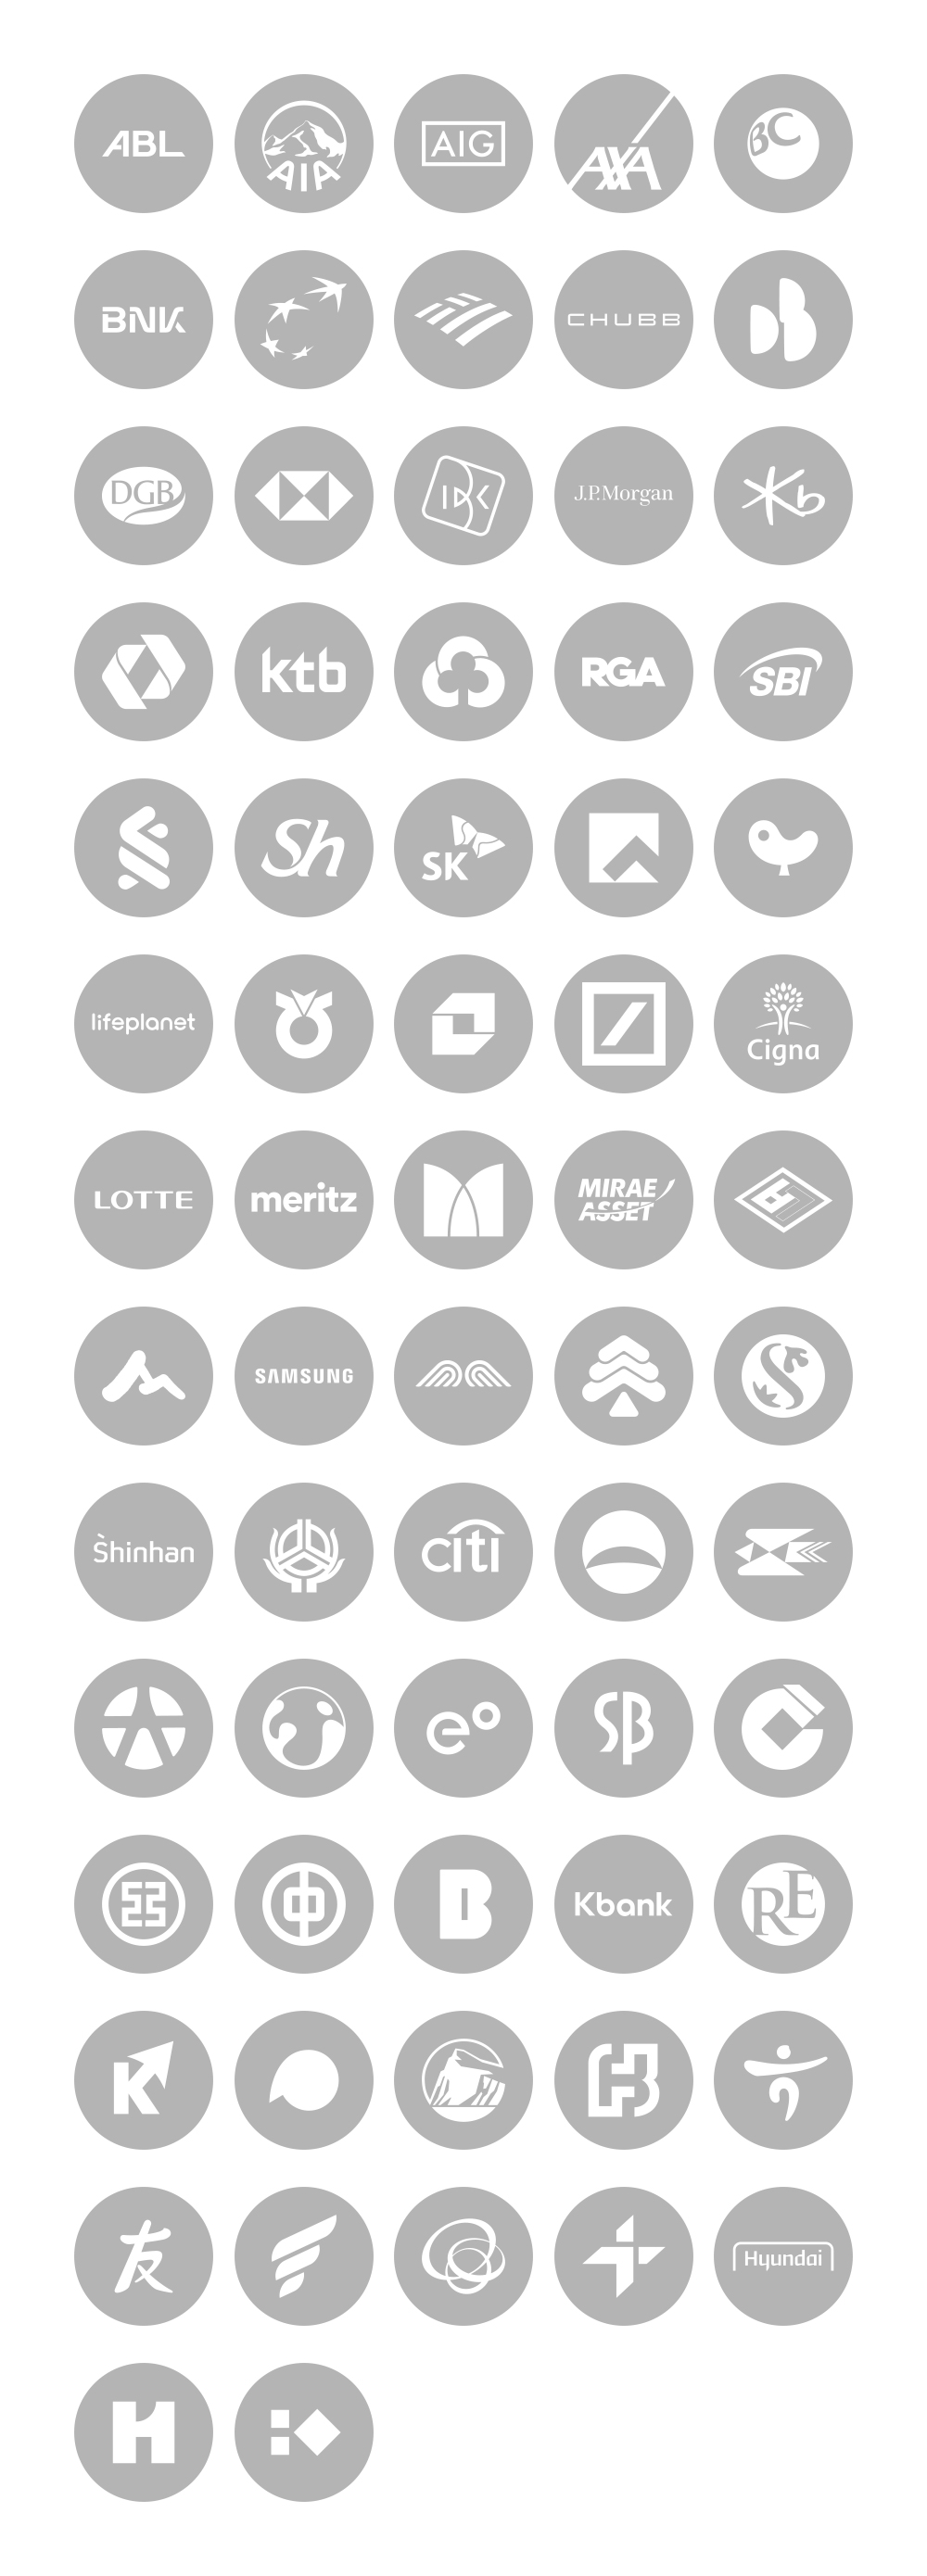 ABL
AIA
AIG
AXA
BC
BNK
CHUBB
DGB
IBK
J.P.Morgan
Kb
ktb
RGA
SBI
Sh
SK
lifeplanet
Cigna
LOTTE
meritz
MIRAE
ASSET
SAMSUNG
Shinhan
citi
SB
B
Kbank
RE
K
友
Hyundai
H